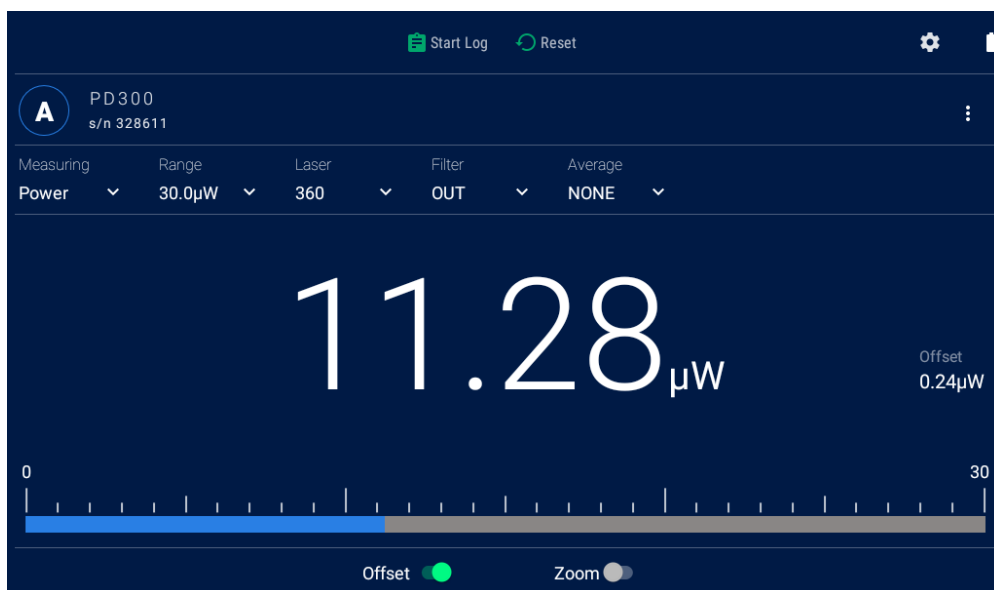 Start Log Reset
A
PD300
s/n 328611
Measuring Range Laser Filter Average
Power 30.0µW 360 OUT NONE
11.28 µW
Offset
0.24µW
0 30
Offset Zoom